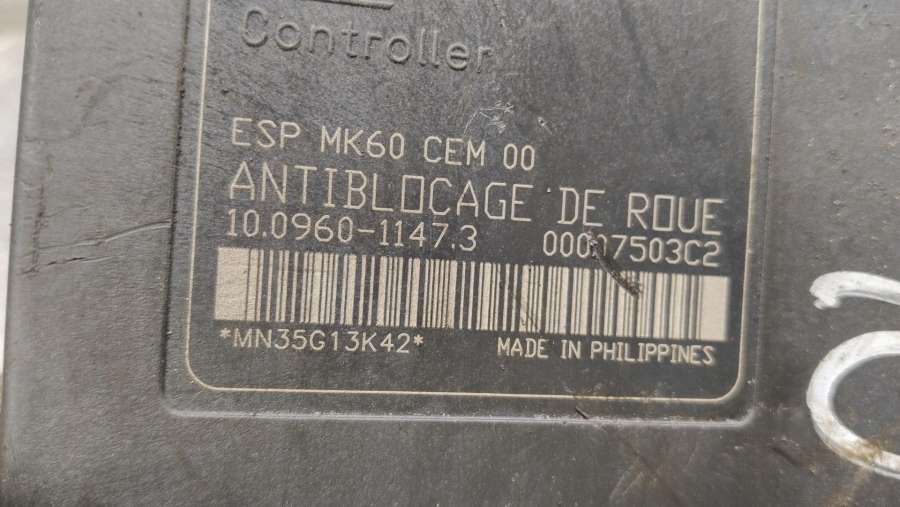 Controller
ESP MK60 CEM 00
ANTIBLOCAGE DE ROUE
10.0960-1147.3 00007503C2
*MN35G13K42* MADE IN PHILIPPINES